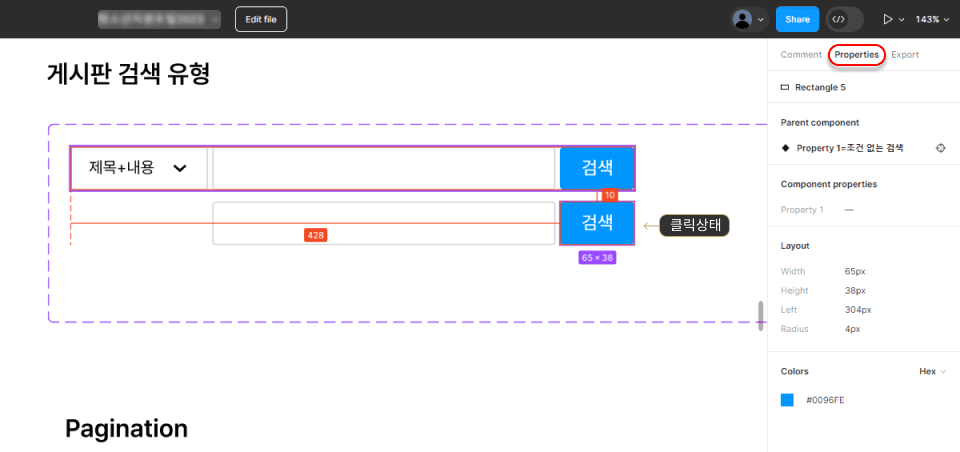 Edit file
Share
143%
게시판 검색 유형
제목+내용
검색
10
검색
클릭상태
428
65 × 38
Pagination
Comment Properties Export
Rectangle 5
Parent component
Property 1=조건 없는 검색
Component properties
Property 1 —
Layout
Width 65px
Height 38px
Left 304px
Radius 4px
Colors Hex
#0096FE